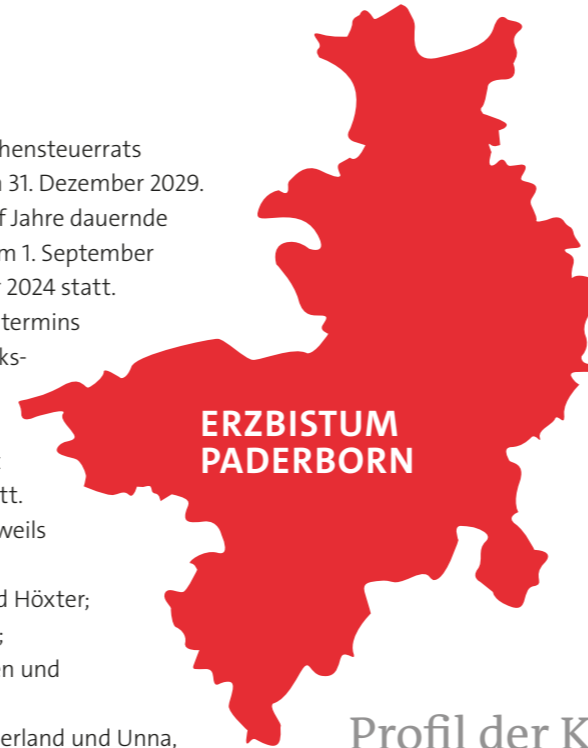 hensteuerrats
31. Dezember 2029.
f Jahre dauernde
m 1. September
2024 statt.
termins
ks-
tt.
weils
d Höxter;
;
en und
erland und Unna,
ERZBISTUM
PADERBORN
Profil der K